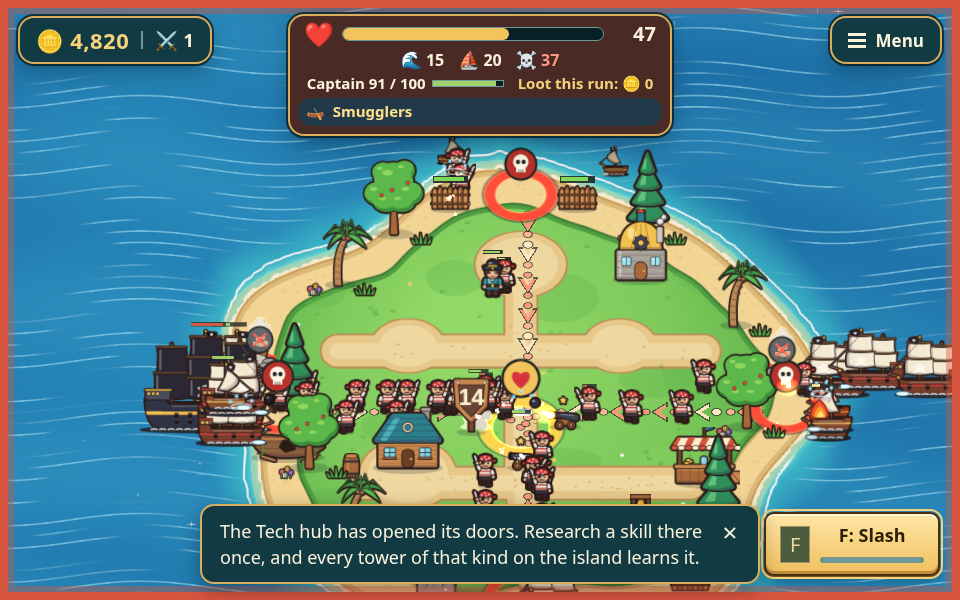 4,820 | 1
47
15 20 37
Captain 91 / 100 Loot this run: 0
Smugglers
Menu
14
The Tech hub has opened its doors. Research a skill there
once, and every tower of that kind on the island learns it.
F F: Slash